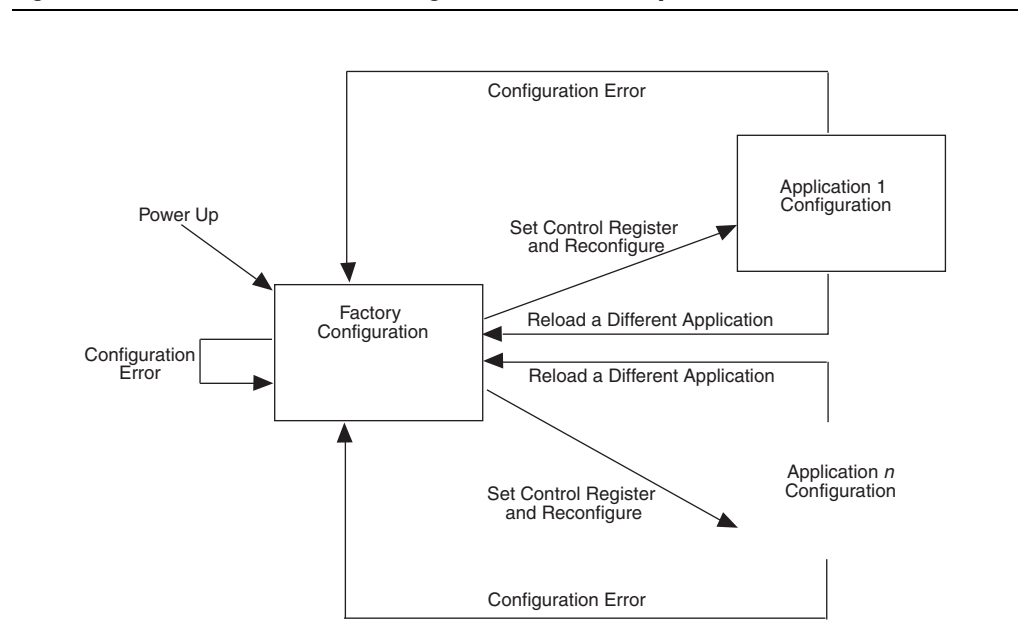 Configuration Error
Application 1
Configuration
Power Up
Set Control Register
and Reconfigure
Factory
Configuration
Reload a Different Application
Configuration
Error
Reload a Different Application
Application n
Configuration
Set Control Register
and Reconfigure
Configuration Error